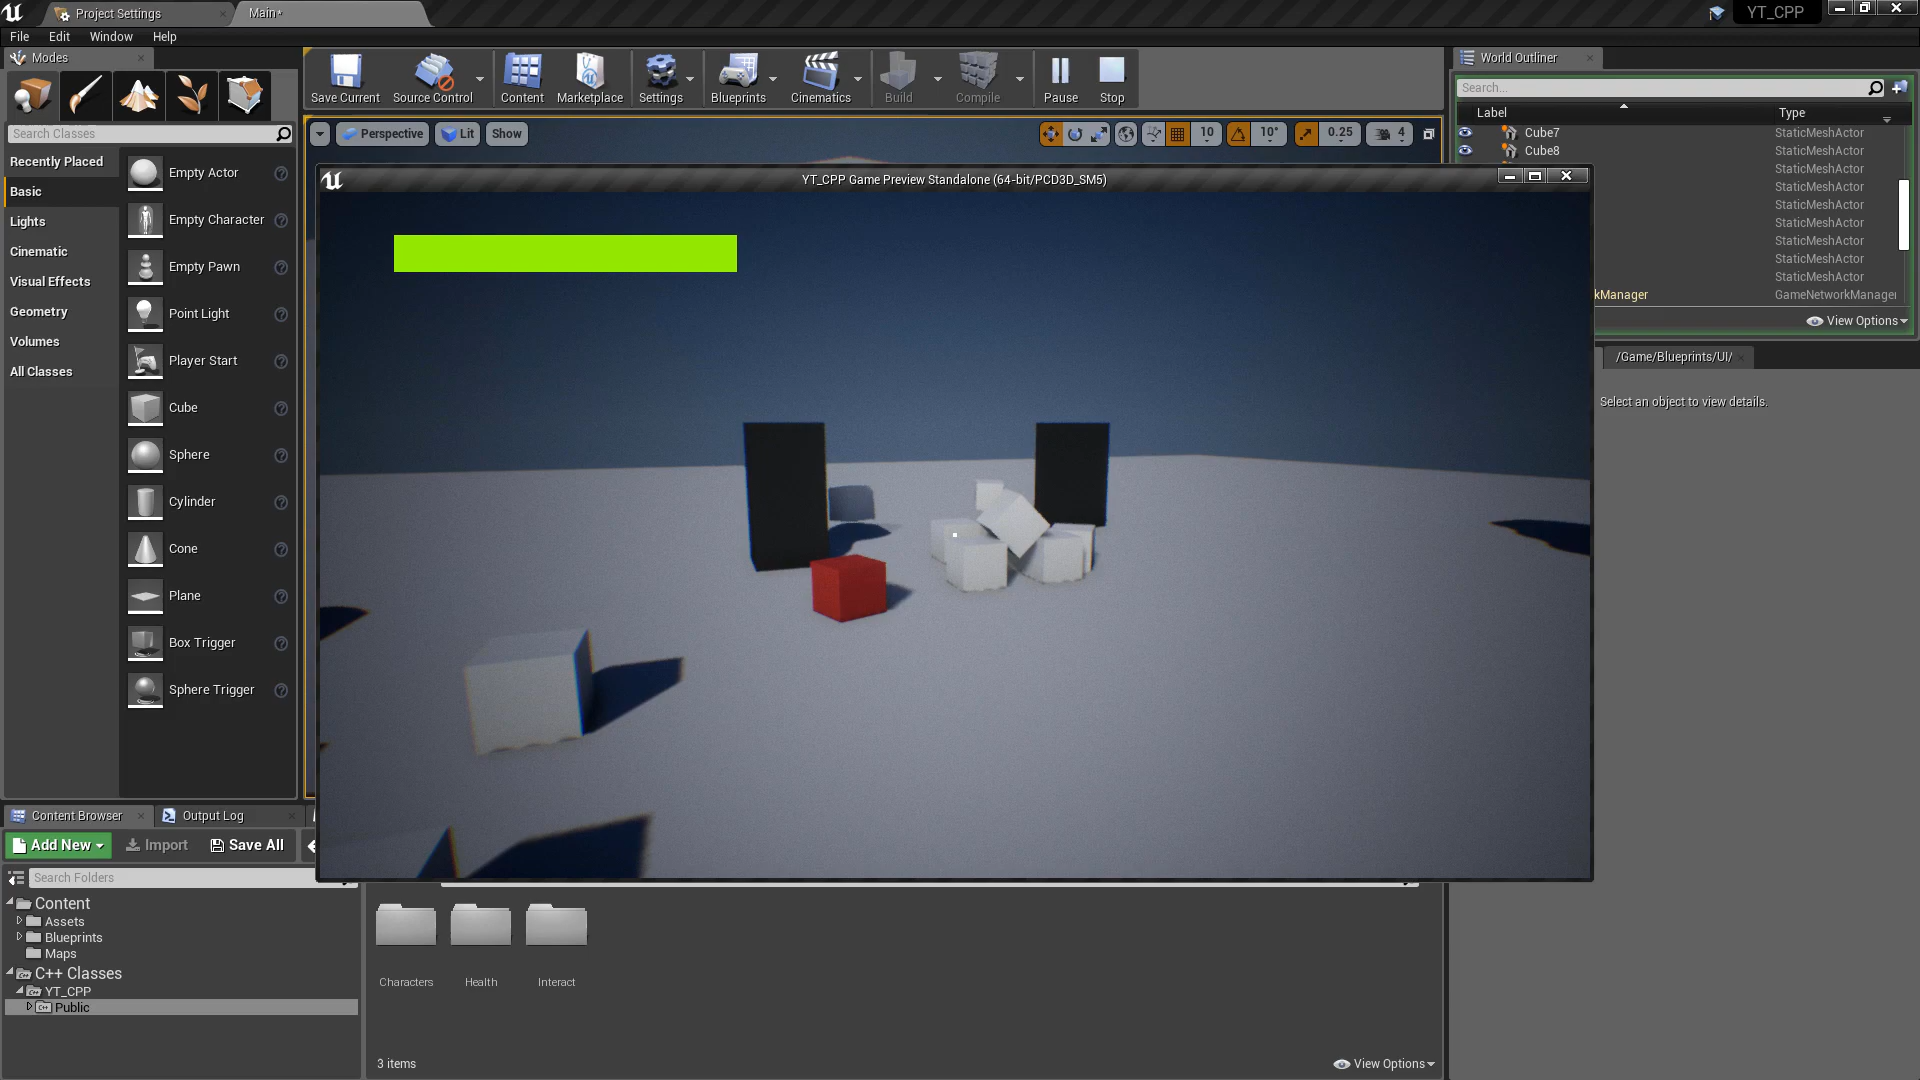 Project Settings
Main*
YT_CPP
File Edit Window Help
Modes
Save Current
Source Control
Content
Marketplace
Settings
Blueprints
Cinematics
Build
Compile
Pause
Stop
World Outliner
Search...
Label
Type
Cube7 StaticMeshActor
Cube8 StaticMeshActor
StaticMeshActor
StaticMeshActor
StaticMeshActor
StaticMeshActor
StaticMeshActor
StaticMeshActor
StaticMeshActor
kManager GameNetworkManager
View Options
/Game/Blueprints/UI/
Select an object to view details.
Search Classes
Recently Placed
Basic
Lights
Cinematic
Visual Effects
Geometry
Volumes
All Classes
Empty Actor
Empty Character
Empty Pawn
Point Light
Player Start
Cube
Sphere
Cylinder
Cone
Plane
Box Trigger
Sphere Trigger
Perspective
Lit
Show
10
10°
0.25
4
YT_CPP Game Preview Standalone (64-bit/PCD3D_SM5)
Content Browser
Output Log
Add New
Import
Save All
Search Folders
Content
Assets
Blueprints
Maps
C++ Classes
YT_CPP
Public
Characters
Health
Interact
3 items
View Options